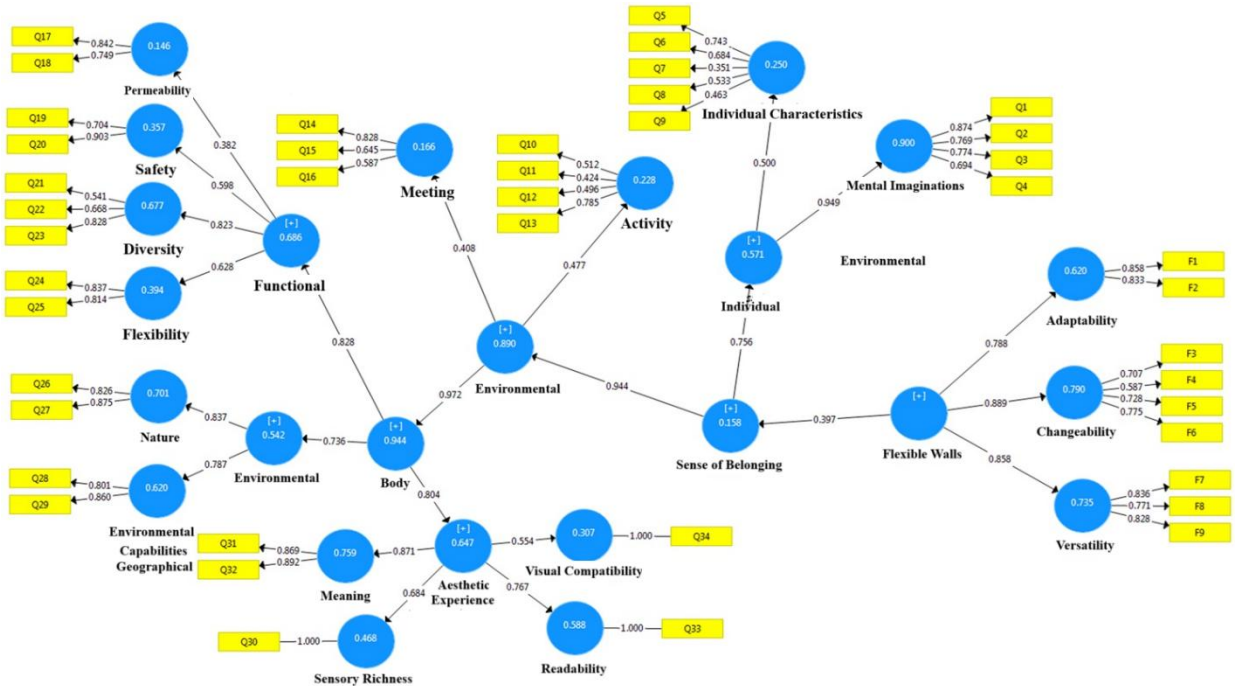 Q17
Q18
0.842
0.749
0.146
Permeability
Q19
Q20
0.704
0.903
0.357
Safety
Q21
Q22
Q23
0.541
0.668
0.828
0.677
Diversity
Q24
Q25
0.837
0.814
0.394
Flexibility
0.382
0.598
0.823
0.628
[+]
0.686
Functional
Q14
Q15
Q16
0.828
0.645
0.587
0.166
Meeting
Q10
Q11
Q12
Q13
0.512
0.424
0.496
0.785
0.228
Activity
0.408
0.477
Q5
Q6
Q7
Q8
Q9
0.743
0.684
0.351
0.533
0.463
0.250
Individual Characteristics
0.900
Mental Imaginations
0.874
0.769
0.774
0.694
Q1
Q2
Q3
Q4
0.500
0.949
[+]
0.571
Individual
Environmental
0.756
0.828
[+]
0.890
Environmental
0.972
0.944
[+]
0.158
Sense of Belonging
0.397
[+]
Flexible Walls
0.788
0.889
0.858
0.620
Adaptability
0.858
0.833
F1
F2
0.790
Changeability
0.707
0.587
0.728
0.775
F3
F4
F5
F6
0.735
Versatility
0.836
0.771
0.828
F7
F8
F9
Q26
Q27
0.826
0.875
0.701
Nature
0.837
[+]
0.542
Environmental
0.736
[+]
0.944
Body
0.787
Q28
Q29
0.801
0.860
0.620
Environmental
Capabilities
Geographical
0.804
Q31
Q32
0.869
0.892
0.759
Meaning
0.871
[+]
0.647
Aesthetic
Experience
0.554
0.307
Visual Compatibility
1.000
Q34
0.684
0.767
Q30
1.000
0.468
Sensory Richness
0.588
Readability
1.000
Q33